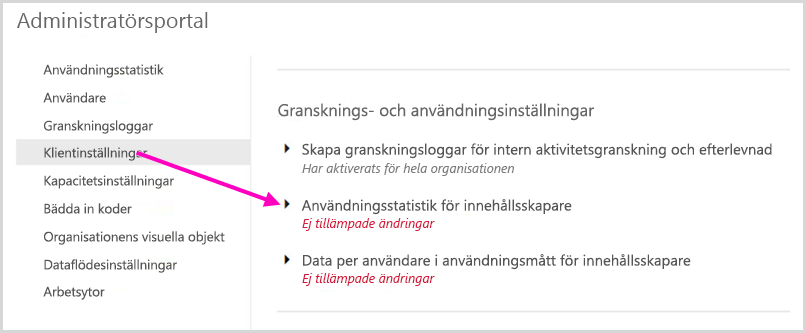 Administratörsportal
Användningsstatistik
Användare
Granskningsloggar
Klientinställningar
Kapacitetsinställningar
Bädda in koder
Organisationens visuella objekt
Dataflödesinställningar
Arbetsytor
Gransknings- och användningsinställningar
Skapa granskningsloggar för intern aktivitetsgranskning och efterlevnad
Har aktiverats för hela organisationen
Användningsstatistik för innehållsskapare
Ej tillämpade ändringar
Data per användare i användningsmått för innehållsskapare
Ej tillämpade ändringar